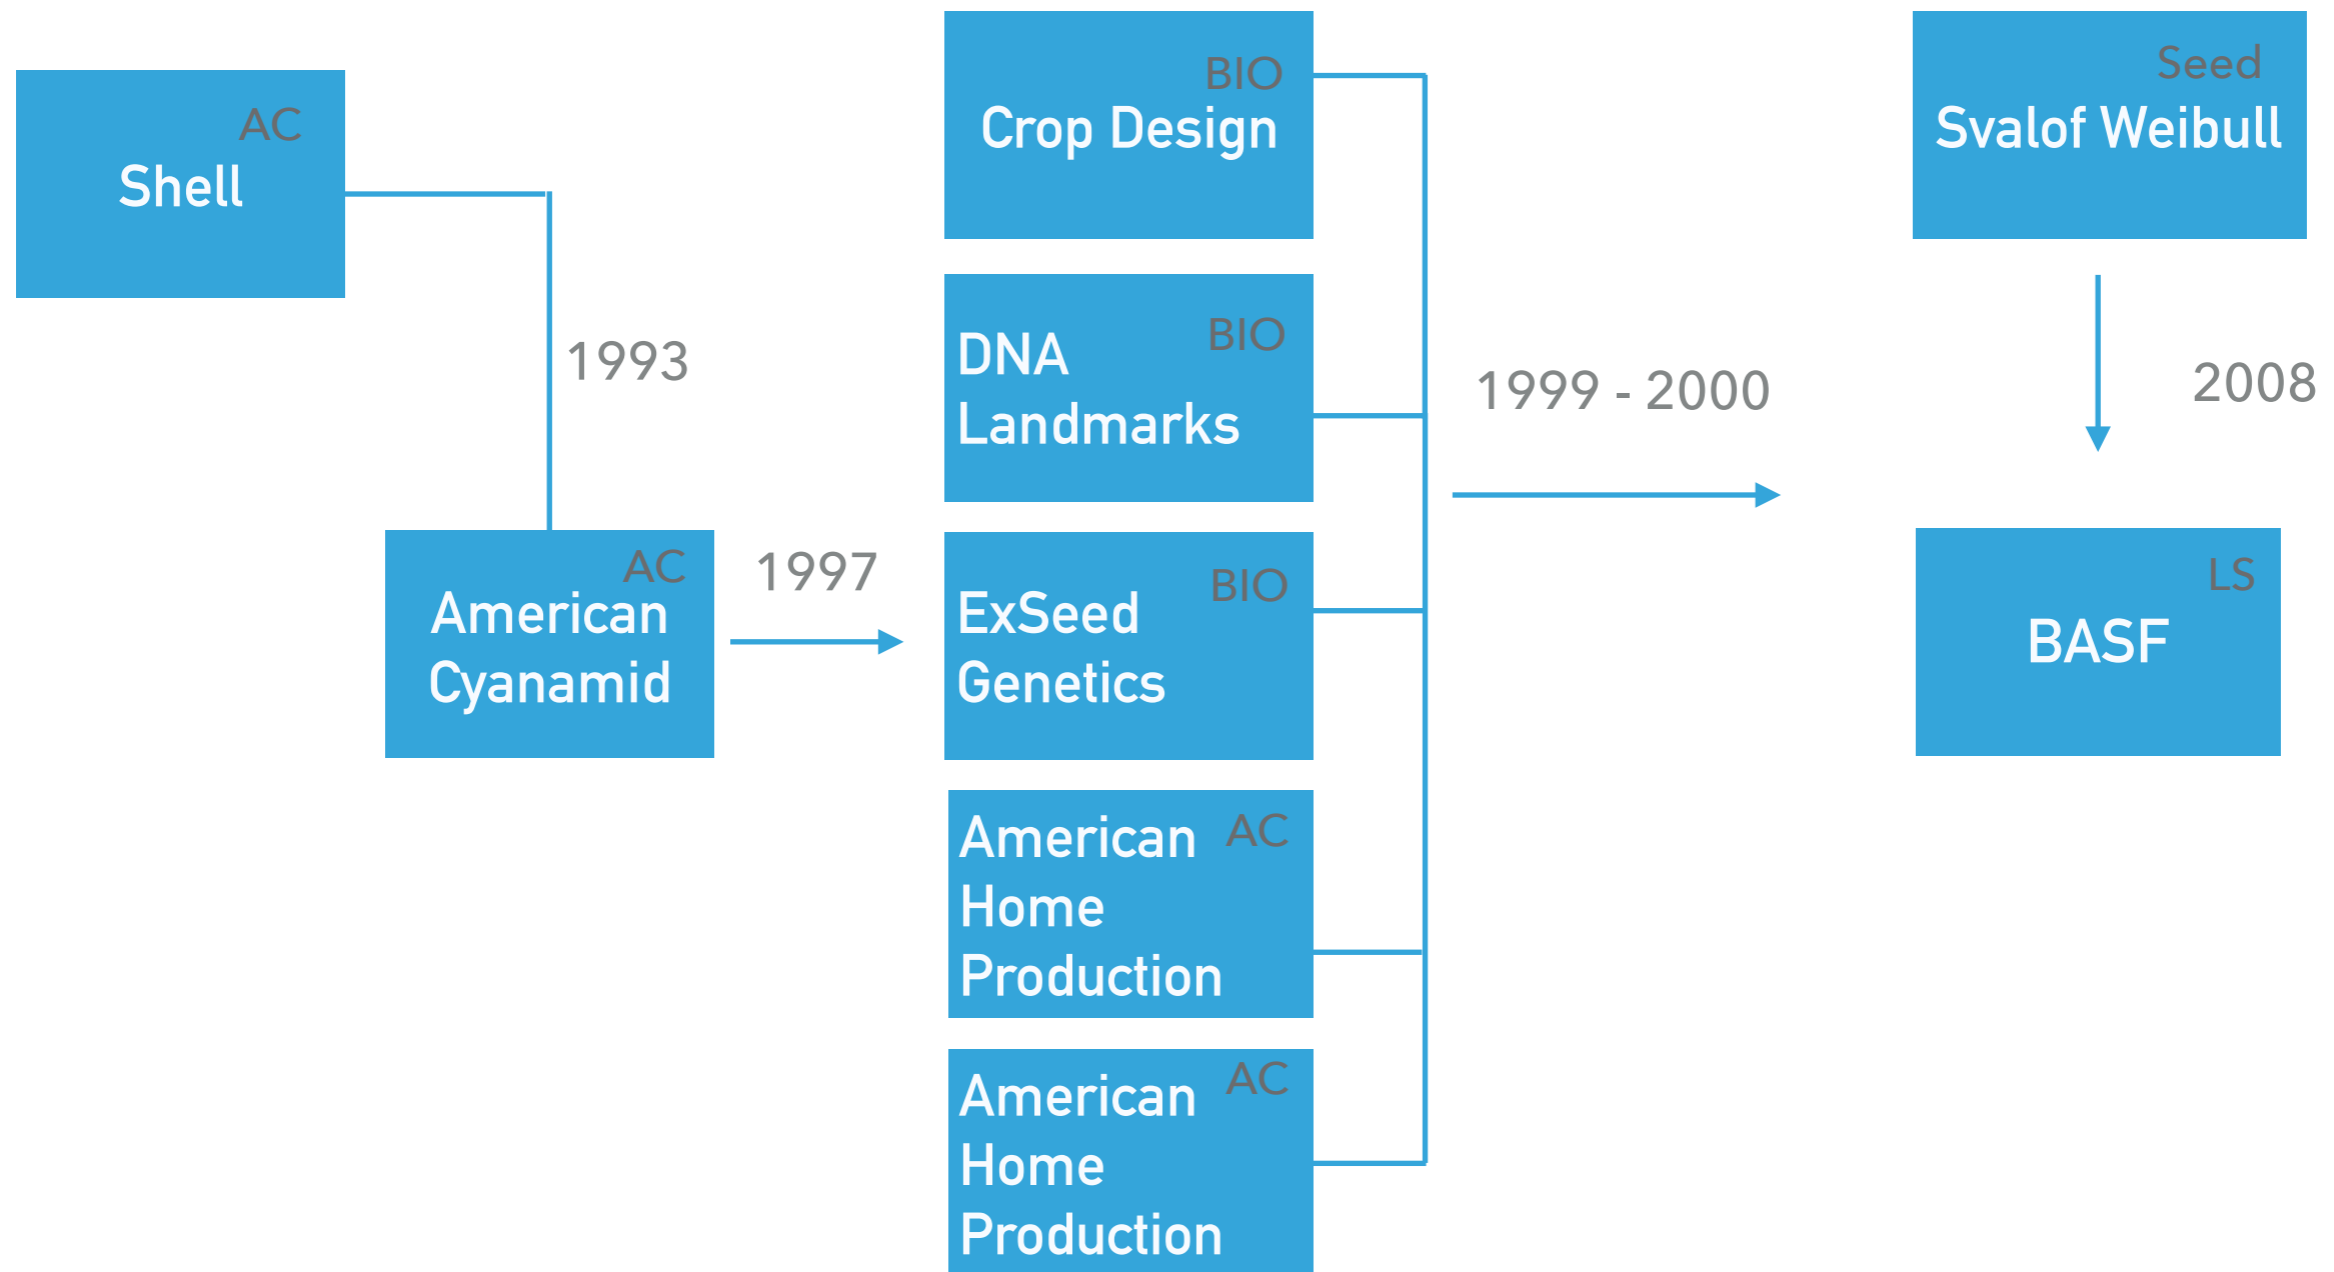 AC
Shell
1993
AC
American
Cyanamid
1997
BIO
Crop Design
BIO
DNA
Landmarks
BIO
ExSeed
Genetics
AC
American
Home
Production
AC
American
Home
Production
1999 - 2000
Seed
Svalof Weibull
2008
LS
BASF